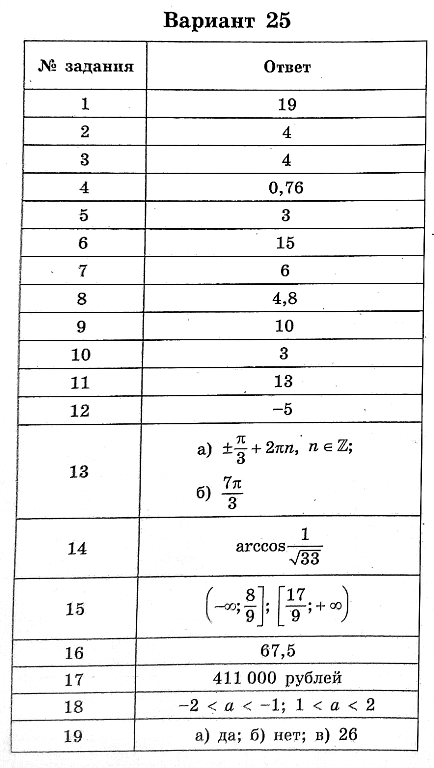 Вариант 25
№ задания Ответ
1 19
2 4
3 4
4 0,76
5 3
6 15
7 6
8 4,8
9 10
10 3
11 13
12 –5
13 а) ±π/3 + 2πn, n ∈ ℤ;
б) 7π/3
14 arccos 1/√33
15 (–∞; 8/9]; [17/9; +∞)
16 67,5
17 411 000 рублей
18 –2 < a < –1; 1 < a < 2
19 а) да; б) нет; в) 26